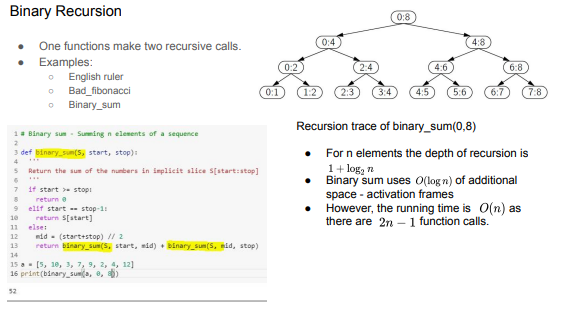 Binary Recursion
● One functions make two recursive calls.
● Examples:
○ English ruler
○ Bad_fibonacci
○ Binary_sum
1 # Binary sum - Summing n elements of a sequence
2
3 def binary_sum(S, start, stop):
4 '''
5 Return the sum of the numbers in implicit slice S[start:stop]
6 '''
7 if start >= stop:
8 return 0
9 elif start == stop-1:
10 return S[start]
11 else:
12 mid = (start+stop) // 2
13 return binary_sum(S, start, mid) + binary_sum(S, mid, stop)
14
15 a = [5, 10, 3, 7, 9, 2, 4, 12]
16 print(binary_sum(a, 0, 8))
52
0:8
0:4 4:8
0:2 2:4 4:6 6:8
0:1 1:2 2:3 3:4 4:5 5:6 6:7 7:8
Recursion trace of binary_sum(0,8)
● For n elements the depth of recursion is
1 + log₂ n
● Binary sum uses O(log n) of additional
space - activation frames
● However, the running time is O(n) as
there are 2n − 1 function calls.